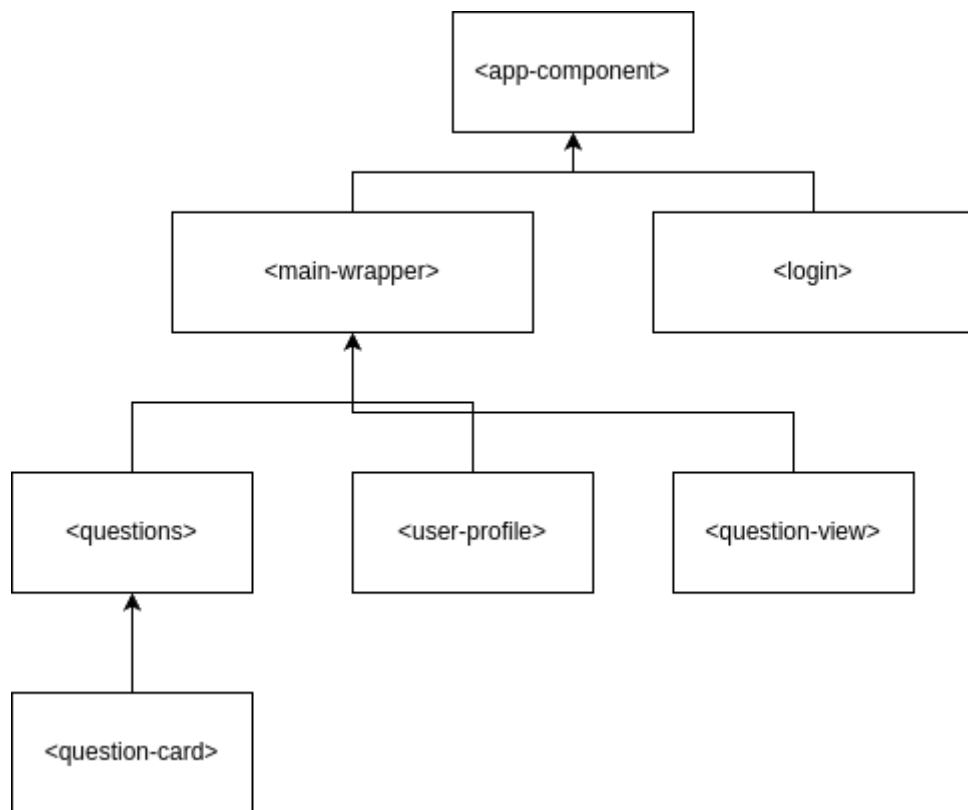 <app-component>
<main-wrapper>
<login>
<questions>
<user-profile>
<question-view>
<question-card>